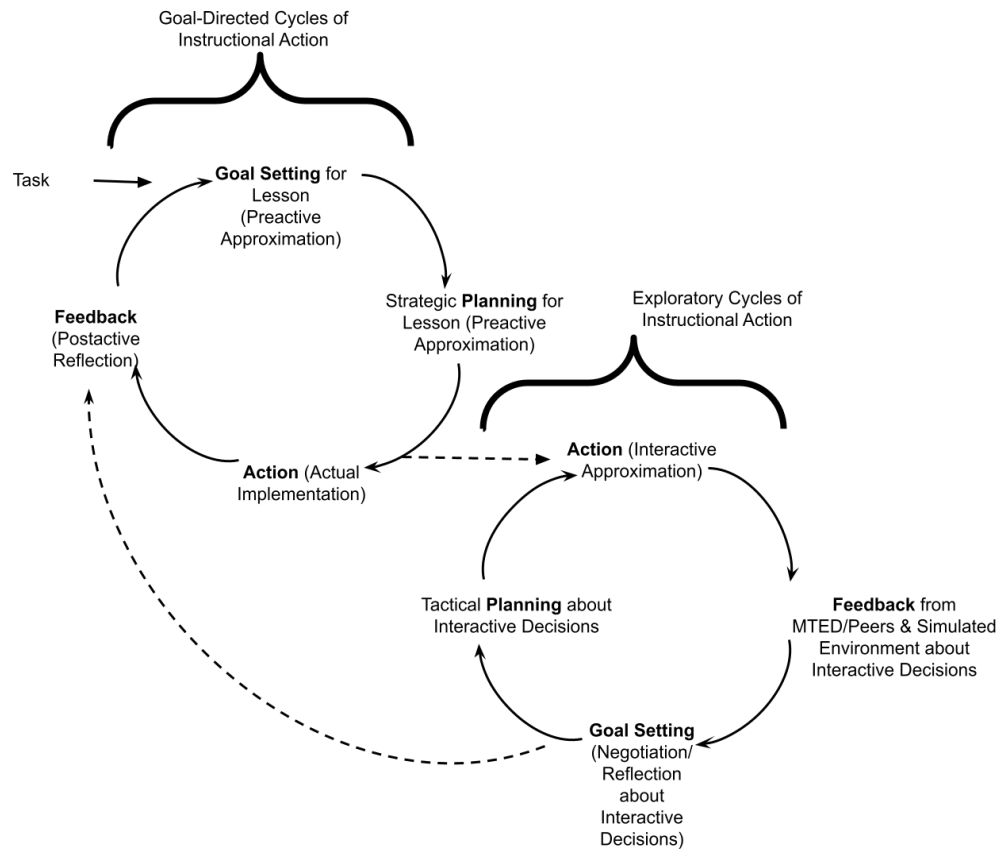 Goal-Directed Cycles of
Instructional Action
Task
Goal Setting for
Lesson
(Preactive
Approximation)
Strategic Planning for
Lesson (Preactive
Approximation)
Feedback
(Postactive
Reflection)
Action (Actual
Implementation)
Exploratory Cycles of
Instructional Action
Action (Interactive
Approximation)
Tactical Planning about
Interactive Decisions
Feedback from
MTED/Peers & Simulated
Environment about
Interactive Decisions
Goal Setting
(Negotiation/
Reflection
about
Interactive
Decisions)